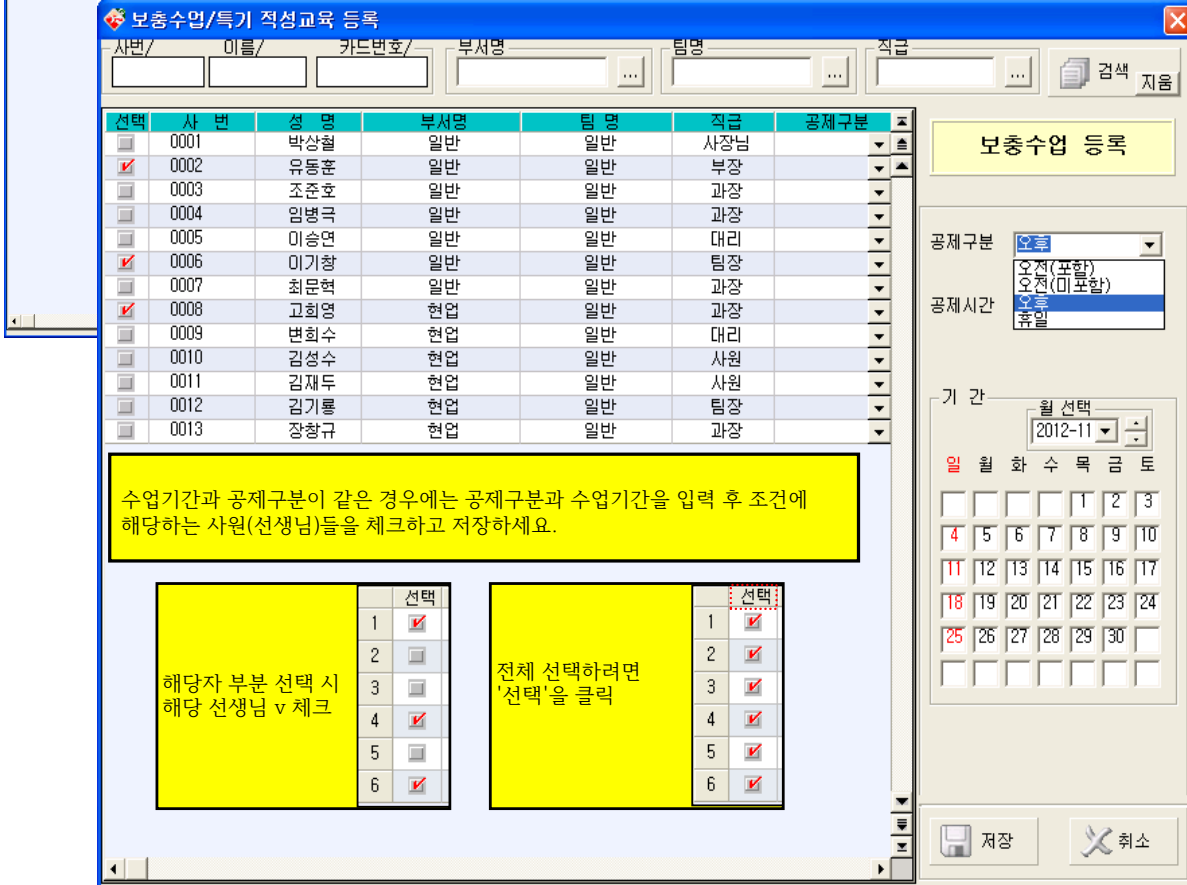 보충수업/특기 적성교육 등록
사번/ 이름/ 카드번호/ 부서명 팀명 직급
... ... ... 검색 지움
선택 사 번 성 명 부서명 팀 명 직급 공제구분
0001 박상철 일반 일반 사장님
0002 유동훈 일반 일반 부장
0003 조준호 일반 일반 과장
0004 임병극 일반 일반 과장
0005 이승연 일반 일반 대리
0006 이기창 일반 일반 팀장
0007 최문혁 일반 일반 과장
0008 고희영 현업 일반 과장
0009 변희수 현업 일반 대리
0010 김성수 현업 일반 사원
0011 김재두 현업 일반 사원
0012 김기룡 현업 일반 팀장
0013 장창규 현업 일반 과장
수업기간과 공제구분이 같은 경우에는 공제구분과 수업기간을 입력 후 조건에
해당하는 사원(선생님)들을 체크하고 저장하세요.
해당자 부분 선택 시
해당 선생님 v 체크
선택
1
2
3
4
5
6
전체 선택하려면
'선택'을 클릭
선택
1
2
3
4
5
6
보충수업 등록
공제구분 오후
오전(포함)
오전(미포함)
오후
휴일
공제시간
기 간
월 선택
2012-11
일 월 화 수 목 금 토
1 2 3
4 5 6 7 8 9 10
11 12 13 14 15 16 17
18 19 20 21 22 23 24
25 26 27 28 29 30
저장 취소